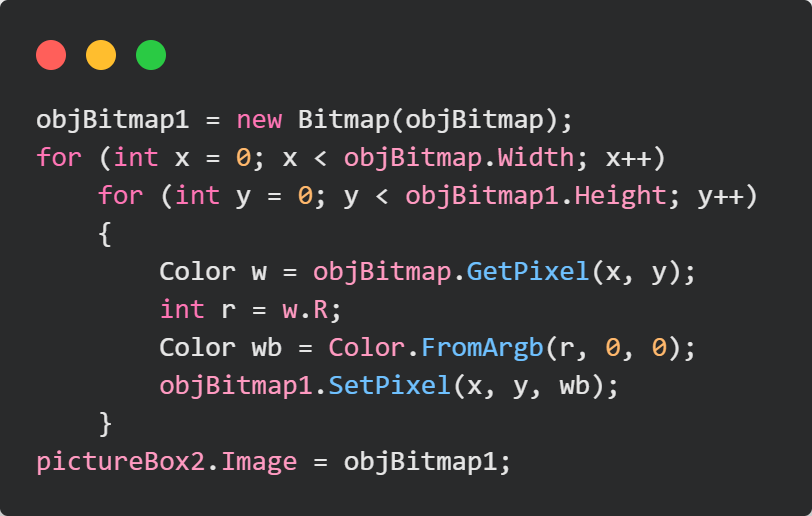 objBitmap1 = new Bitmap(objBitmap);
for (int x = 0; x < objBitmap.Width; x++)
    for (int y = 0; y < objBitmap1.Height; y++)
    {
        Color w = objBitmap.GetPixel(x, y);
        int r = w.R;
        Color wb = Color.FromArgb(r, 0, 0);
        objBitmap1.SetPixel(x, y, wb);
    }
pictureBox2.Image = objBitmap1;